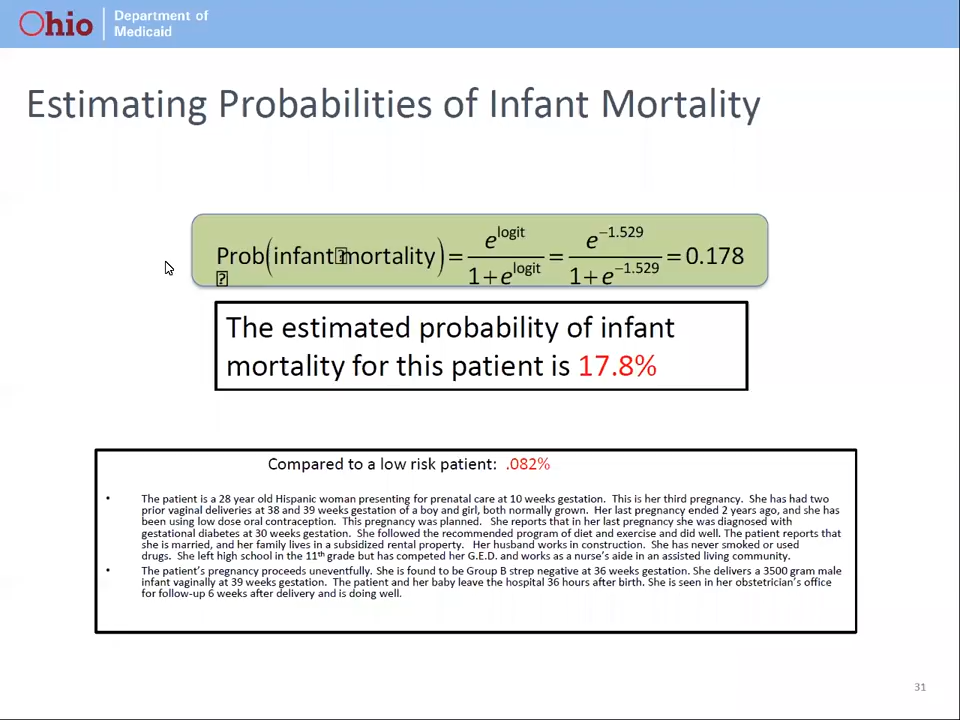 Ohio
Department of
Medicaid
Estimating Probabilities of Infant Mortality
Prob(infant⍰mortality) = e^logit / (1 + e^logit) = e^−1.529 / (1 + e^−1.529) = 0.178
⍰
The estimated probability of infant
mortality for this patient is 17.8%
Compared to a low risk patient: .082%
• The patient is a 28 year old Hispanic woman presenting for prenatal care at 10 weeks gestation. This is her third pregnancy. She has had two
prior vaginal deliveries at 38 and 39 weeks gestation of a boy and girl, both normally grown. Her last pregnancy ended 2 years ago, and she has
been using low dose oral contraception. This pregnancy was planned. She reports that in her last pregnancy she was diagnosed with
gestational diabetes at 30 weeks gestation. She followed the recommended program of diet and exercise and did well. The patient reports that
she is married, and her family lives in a subsidized rental property. Her husband works in construction. She has never smoked or used
drugs. She left high school in the 11th grade but has competed her G.E.D. and works as a nurse's aide in an assisted living community.
• The patient's pregnancy proceeds uneventfully. She is found to be Group B strep negative at 36 weeks gestation. She delivers a 3500 gram male
infant vaginally at 39 weeks gestation. The patient and her baby leave the hospital 36 hours after birth. She is seen in her obstetrician's office
for follow-up 6 weeks after delivery and is doing well.
31